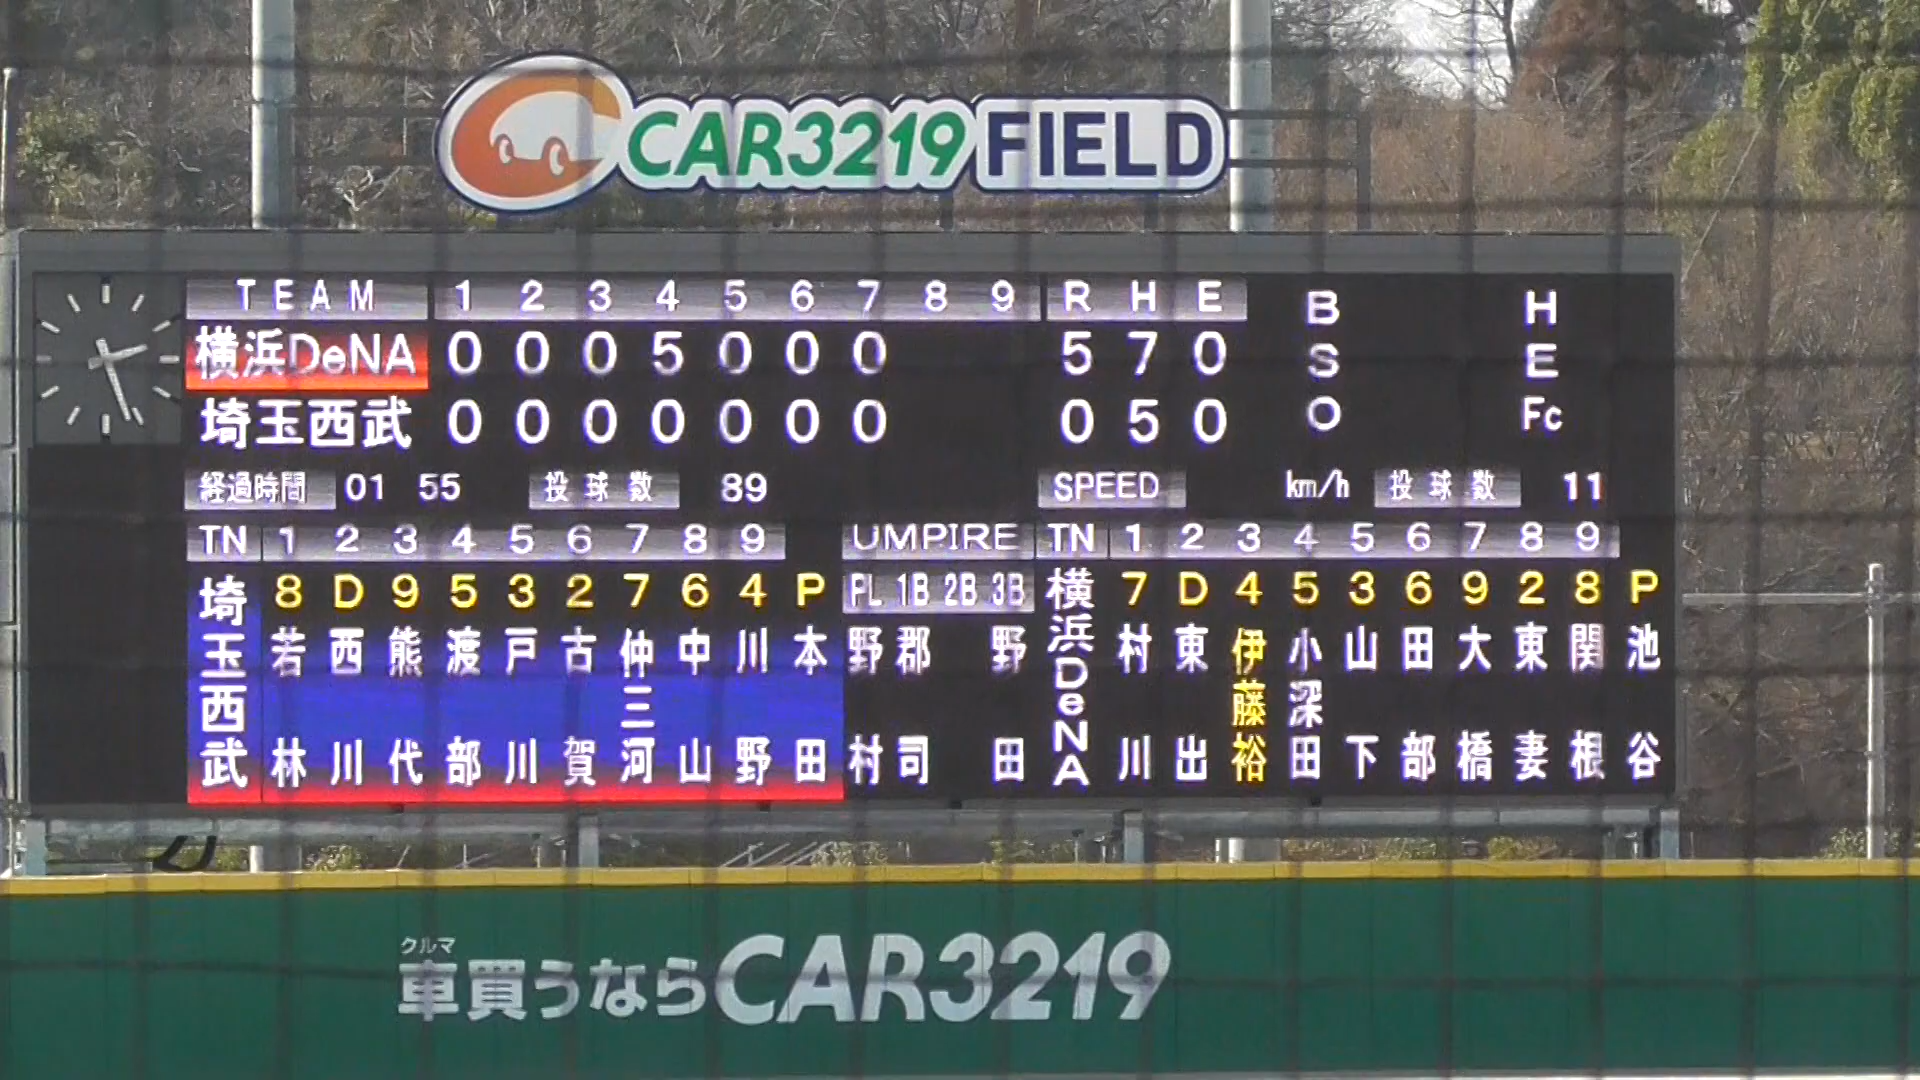 CAR3219 FIELD
TEAM 1 2 3 4 5 6 7 8 9 R H E
横浜DeNA 0 0 0 5 0 0 0 5 7 0
埼玉西武 0 0 0 0 0 0 0 0 5 0
B H
S E
O Fc
経過時間 01 55 投球数 89 SPEED km/h 投球数 11
TN 1 2 3 4 5 6 7 8 9 UMPIRE TN 1 2 3 4 5 6 7 8 9
8 D 9 5 3 2 7 6 4 P PL 1B 2B 3B 7 D 4 5 3 6 9 2 8 P
埼玉西武
若林
西川
熊代
渡部
戸川
古賀
仲三河
中山
川野
本田
野村
郡司
野田
横浜DeNA
村川
東出
伊藤裕
小深田
山下
田部
大橋
東妻
関根
池谷
クルマ
車買うならCAR3219